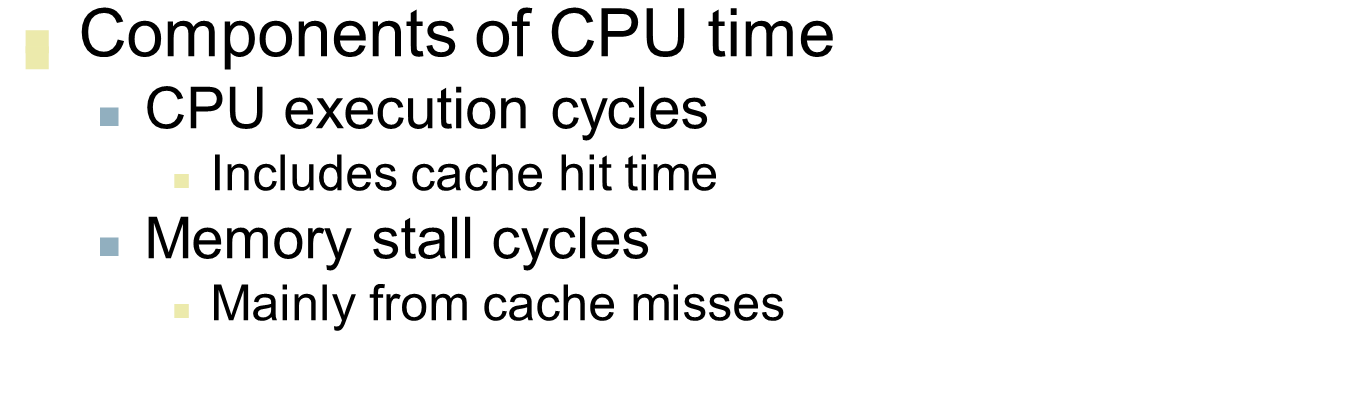 Components of CPU time
CPU execution cycles
Includes cache hit time
Memory stall cycles
Mainly from cache misses